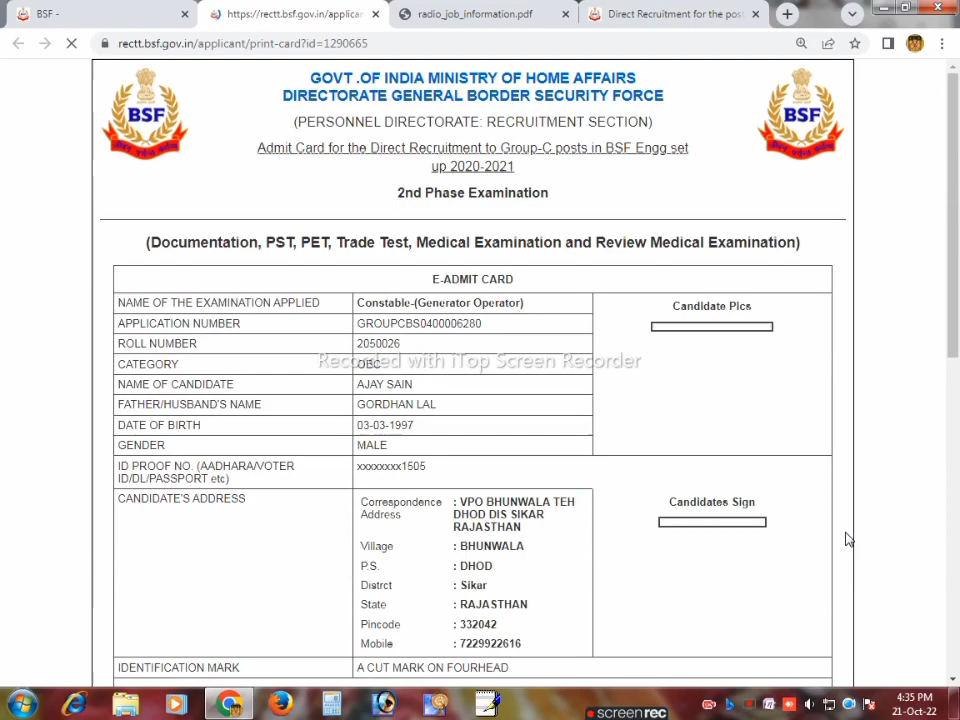 BSF -
https://rectt.bsf.gov.in/applicar
radio_job_information.pdf
Direct Recruitment for the post
rectt.bsf.gov.in/applicant/print-card?id=1290665
GOVT .OF INDIA MINISTRY OF HOME AFFAIRS
DIRECTORATE GENERAL BORDER SECURITY FORCE
(PERSONNEL DIRECTORATE: RECRUITMENT SECTION)
Admit Card for the Direct Recruitment to Group-C posts in BSF Engg set
up 2020-2021
2nd Phase Examination
BSF
BSF
(Documentation, PST, PET, Trade Test, Medical Examination and Review Medical Examination)
E-ADMIT CARD
NAME OF THE EXAMINATION APPLIED Constable-(Generator Operator)
Candidate Pics
APPLICATION NUMBER GROUPCBS0400006280
ROLL NUMBER 2050026
CATEGORY OBC
Recorded with iTop Screen Recorder
NAME OF CANDIDATE AJAY SAIN
FATHER/HUSBAND'S NAME GORDHAN LAL
DATE OF BIRTH 03-03-1997
GENDER MALE
ID PROOF NO. (AADHARA/VOTER xxxxxxxx1505
ID/DL/PASSPORT etc)
CANDIDATE'S ADDRESS
Candidates Sign
Correspondence : VPO BHUNWALA TEH
Address DHOD DIS SIKAR
RAJASTHAN
Village : BHUNWALA
P.S. : DHOD
Distrct : Sikar
State : RAJASTHAN
Pincode : 332042
Mobile : 7229922616
IDENTIFICATION MARK A CUT MARK ON FOURHEAD
screenrec
4:35 PM
21-Oct-22